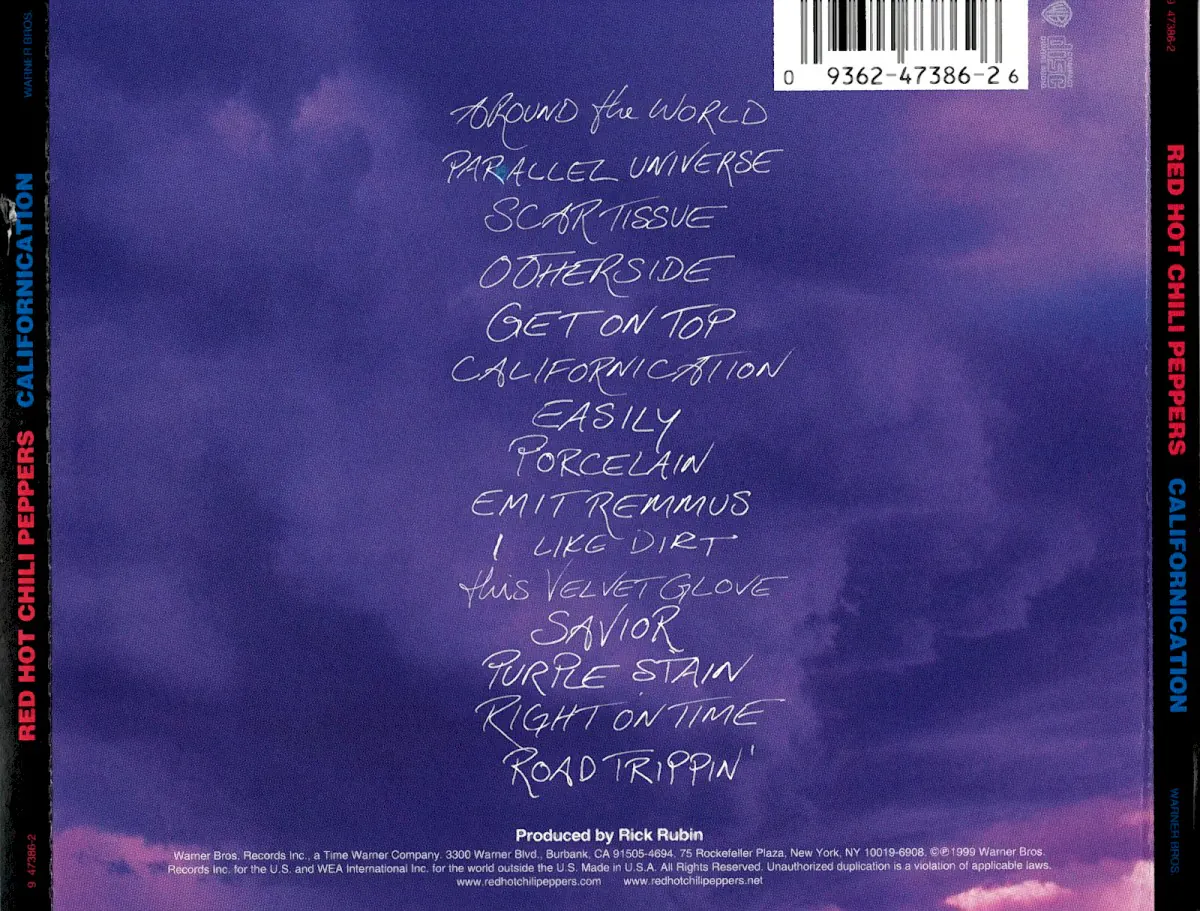 0 9362-47386-2 6
AROUND the WORLD
PARALLEL UNIVERSE
SCAR TISSUE
OTHERSIDE
GET ON TOP
CALIFORNICATION
EASILY
PORCELAIN
EMIT REMMUS
I LIKE DIRT
this VELVET GLOVE
SAVIOR
PURPLE STAIN
RIGHT ON TIME
ROAD TRIPPIN'
Produced by Rick Rubin
Warner Bros. Records Inc., a Time Warner Company. 3300 Warner Blvd., Burbank, CA 91505-4694. 75 Rockefeller Plaza, New York, NY 10019-6908. ©℗1999 Warner Bros.
Records Inc. for the U.S. and WEA International Inc. for the world outside the U.S. Made in U.S.A. All Rights Reserved. Unauthorized duplication is a violation of applicable laws.
www.redhotchilipeppers.com www.redhotchilipeppers.net
9 47386-2 RED HOT CHILI PEPPERS CALIFORNICATION WARNER BROS.
9 47386-2 RED HOT CHILI PEPPERS CALIFORNICATION WARNER BROS.
COMPACT disc DIGITAL AUDIO